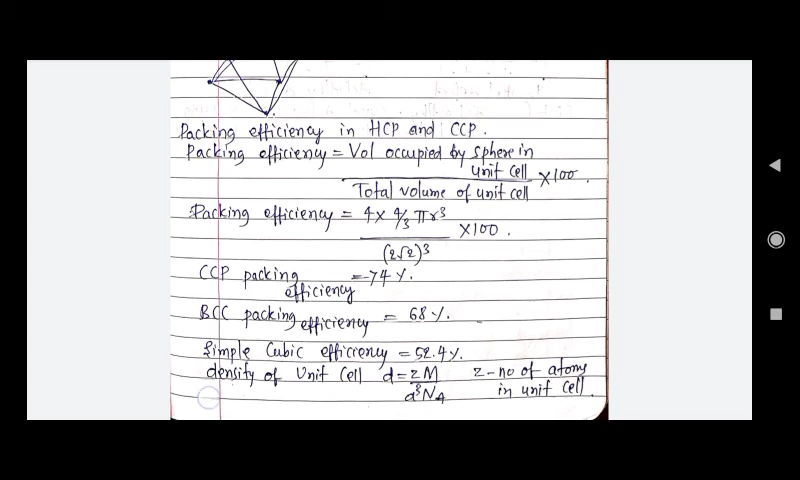 Packing efficiency in HCP and CCP.
Packing efficiency = Vol occupied by sphere in unit cell / Total volume of unit cell × 100.
Packing efficiency = 4 × 4/3 πr³ / (2√2)³ × 100.
CCP packing efficiency = 74 %.
BCC packing efficiency = 68 %.
Simple Cubic efficiency = 52.4 %.
density of Unit Cell d = ZM / a³NA z - no of atoms in unit cell.